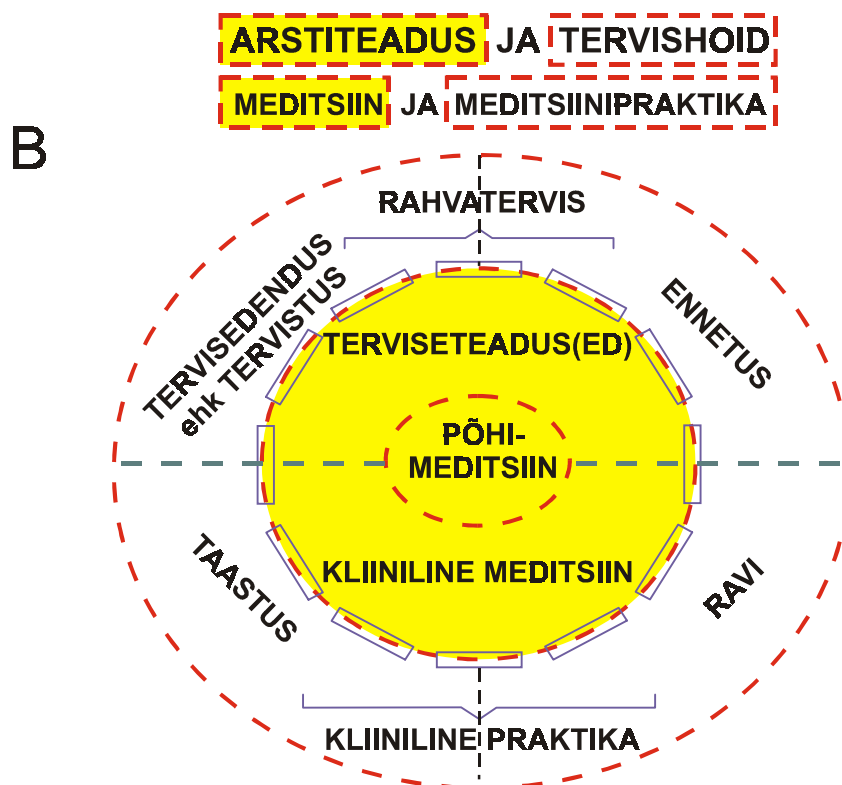 ARSTITEADUS JA TERVISHOID
MEDITSIIN JA MEDITSIINIPRAKTIKA
B
RAHVATERVIS
TERVISEDENDUS
ehk TERVISTUS
ENNETUS
TERVISETEADUS(ED)
PÕHI-
MEDITSIIN
KLIINILINE MEDITSIIN
TAASTUS
RAVI
KLIINILINE PRAKTIKA